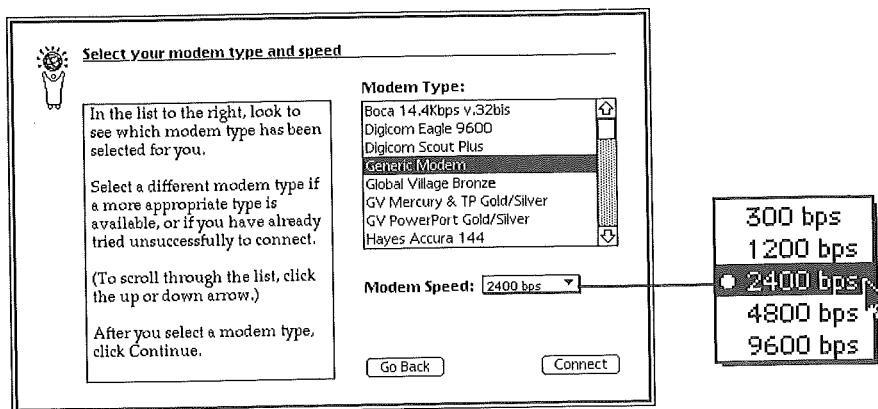 Select your modem type and speed
In the list to the right, look to
see which modem type has been
selected for you.
Select a different modem type if
a more appropriate type is
available, or if you have already
tried unsuccessfully to connect.
(To scroll through the list, click
the up or down arrow.)
After you select a modem type,
click Continue.
Modem Type:
Boca 14.4Kbps v.32bis
Digicom Eagle 9600
Digicom Scout Plus
Generic Modem
Global Village Bronze
GV Mercury & TP Gold/Silver
GV PowerPort Gold/Silver
Hayes Accura 144
Modem Speed: 2400 bps
Go Back
Connect
300 bps
1200 bps
2400 bps
4800 bps
9600 bps